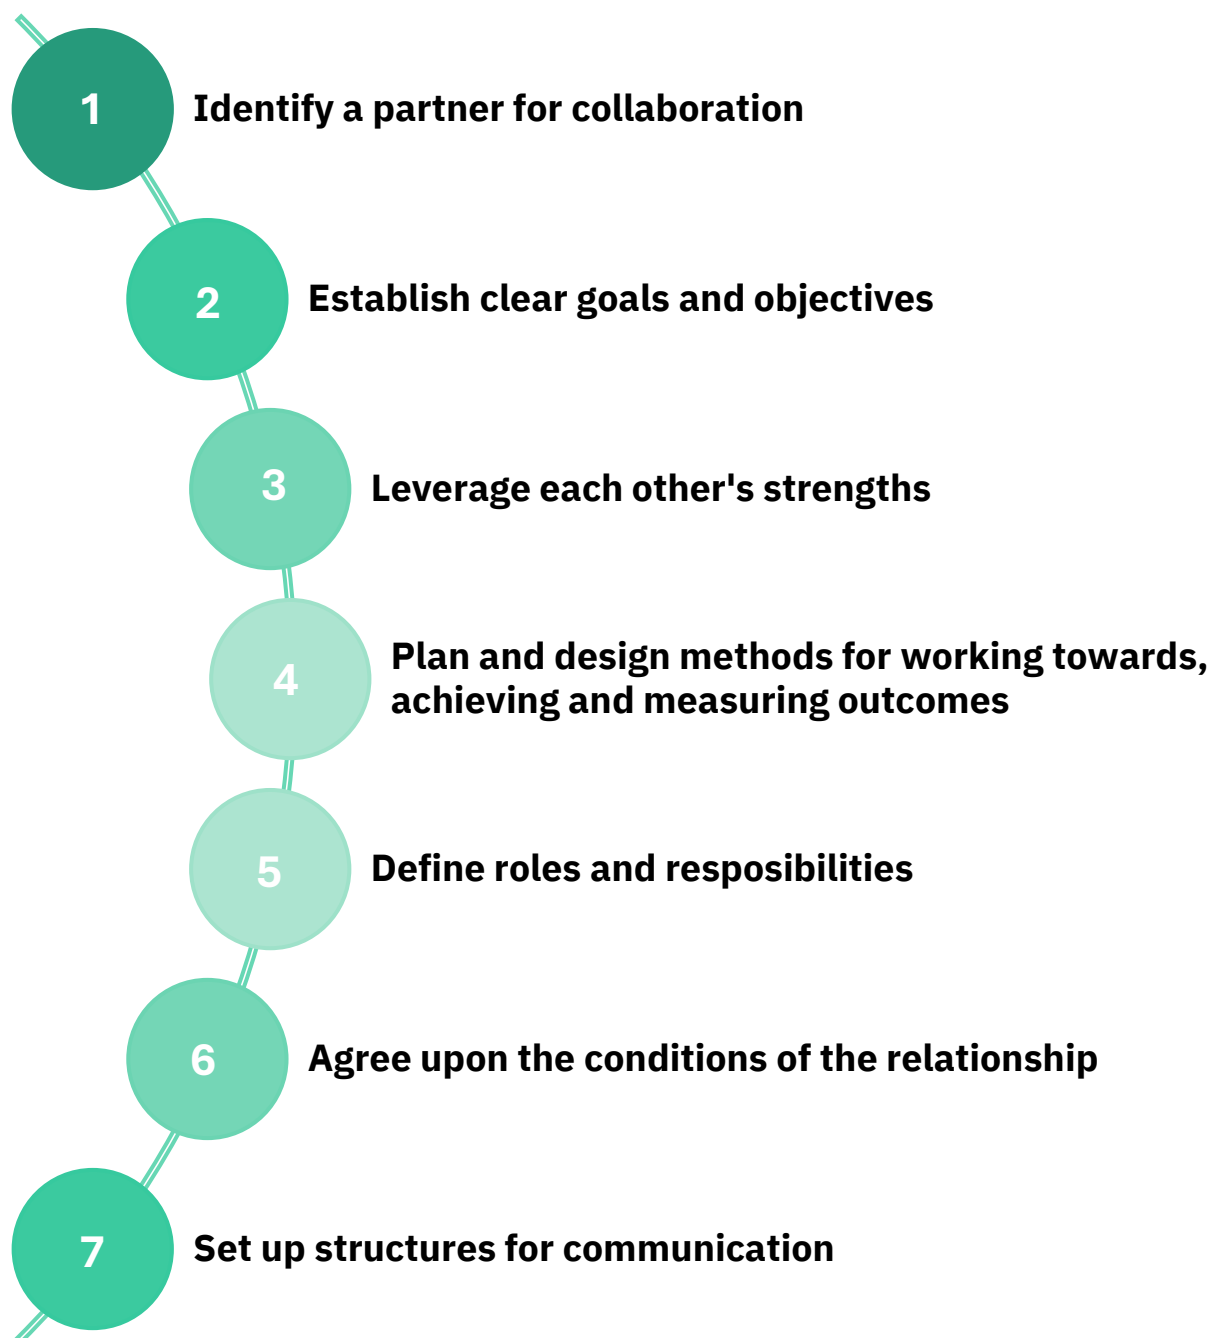 1 Identify a partner for collaboration
2 Establish clear goals and objectives
3 Leverage each other's strengths
4 Plan and design methods for working towards,
achieving and measuring outcomes
5 Define roles and resposibilities
6 Agree upon the conditions of the relationship
7 Set up structures for communication